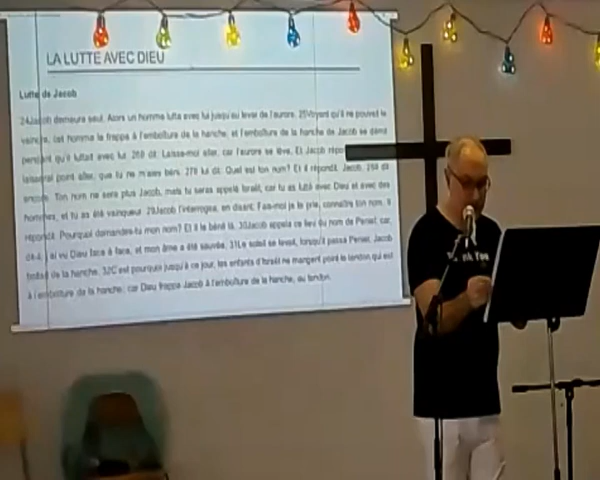 LA LUTTE AVEC DIEU
Lutte de Jacob
24Jacob demeura seul. Alors un homme lutta avec lui jusqu'au lever de l'aurore. 25Voyant qu'il ne pouvait le
vaincre, cet homme le frappa à l'emboîture de la hanche; et l'emboîture de la hanche de Jacob se démit
pendant qu'il luttait avec lui. 26Il dit: Laisse-moi aller, car l'aurore se lève. Et Jacob
laisserai point aller, que tu ne m'aies béni. 27Il lui dit: Quel est ton nom? Et il répondit: Jacob. 28Il dit
encore: Ton nom ne sera plus Jacob, mais tu seras appelé Israël; car tu as lutté avec Dieu et avec des
hommes, et tu as été vainqueur. 29Jacob l'interrogea, en disant: Fais-moi je te prie, connaître ton nom. Il
répondit: Pourquoi demandes-tu mon nom? Et il le bénit là. 30Jacob appela ce lieu du nom de Peniel; car,
dit-il, j'ai vu Dieu face à face, et mon âme a été sauvée. 31Le soleil se levait, lorsqu'il passa Peniel. Jacob
boitait de la hanche. 32C'est pourquoi jusqu'à ce jour, les enfants d'Israël ne mangent point le tendon qui est
à l'emboîture de la hanche; car Dieu frappa Jacob à l'emboîture de la hanche, au tendon.